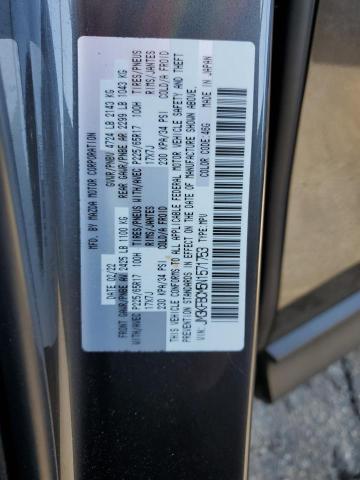 MFD. BY MAZDA MOTOR CORPORATION
DATE: 02/22 GVWR/PNBV 4724 LB 2143 KG
FRONT GAWR/PNBE AV 2425 LB 1100 KG REAR GAWR/PNBE AR 2299 LB 1043 KG
WITH/AVEC P225/65R17 100H TIRES/PNEUS WITH/AVEC P225/65R17 100H TIRES/PNEUS
17X7J RIMS/JANTES 17X7J RIMS/JANTES
230 KPA/34 PSI COLD/A FROID 230 KPA/34 PSI COLD/A FROID
THIS VEHICLE CONFORMS TO ALL APPLICABLE FEDERAL MOTOR VEHICLE SAFETY AND THEFT
PREVENTION STANDARDS IN EFFECT ON THE DATE OF MANUFACTURE SHOWN ABOVE.
VIN: JM3KFBCM5N1571753 TYPE: MPV COLOR CODE: 46G MADE IN JAPAN